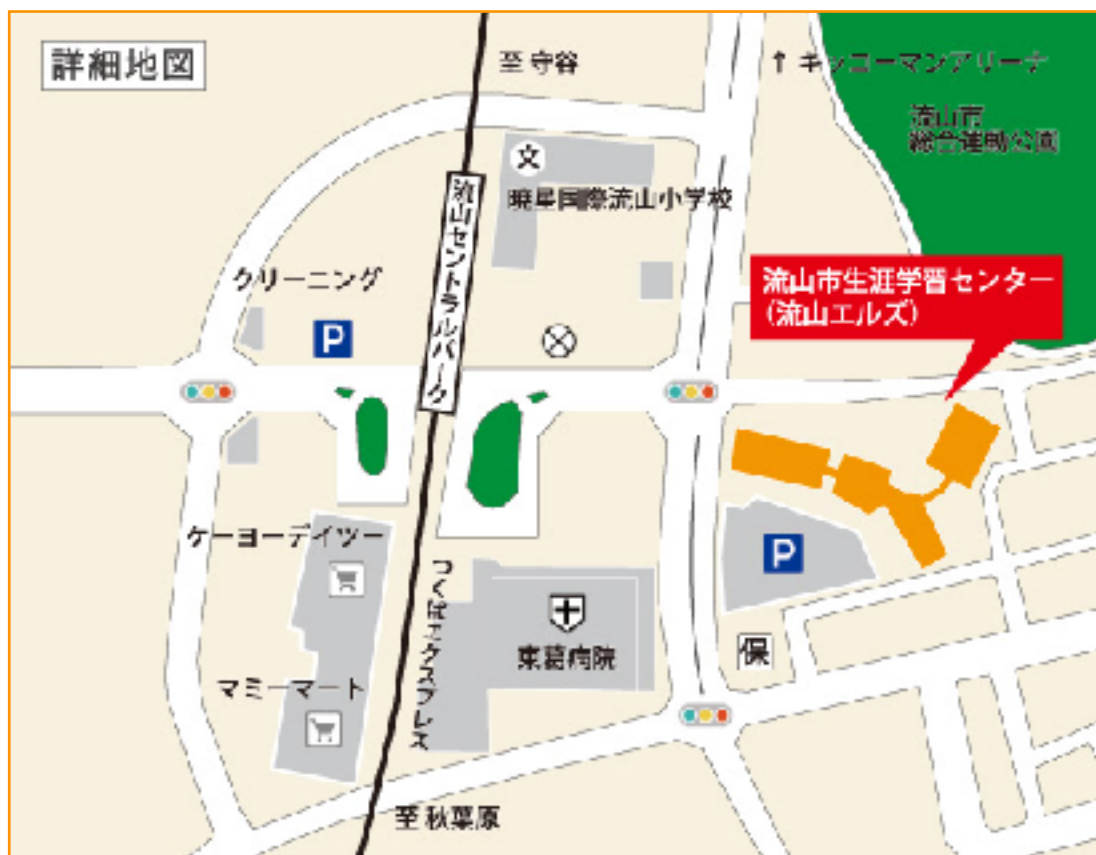 詳細地図
至 守谷
↑ キッコーマンアリーナ
流山市
総合運動公園
文
暁星国際流山小学校
流山セントラルパーク
クリーニング
流山市生涯学習センター
(流山エルズ)
P
ケーヨーデイツー
つくばエクスプレス
P
東葛病院
保
マミーマート
至 秋葉原